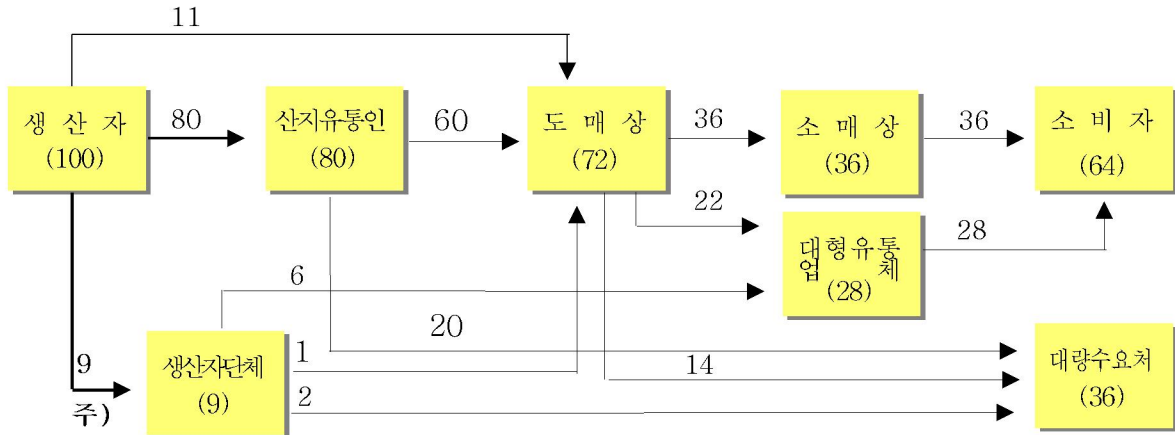 11
생 산 자
(100)
80
산지유통인
(80)
60
도 매 상
(72)
36
소 매 상
(36)
36
소 비 자
(64)
22
대형유통
업 체
(28)
28
6
20
9
주)
생산자단체
(9)
1
2
14
대량수요처
(36)